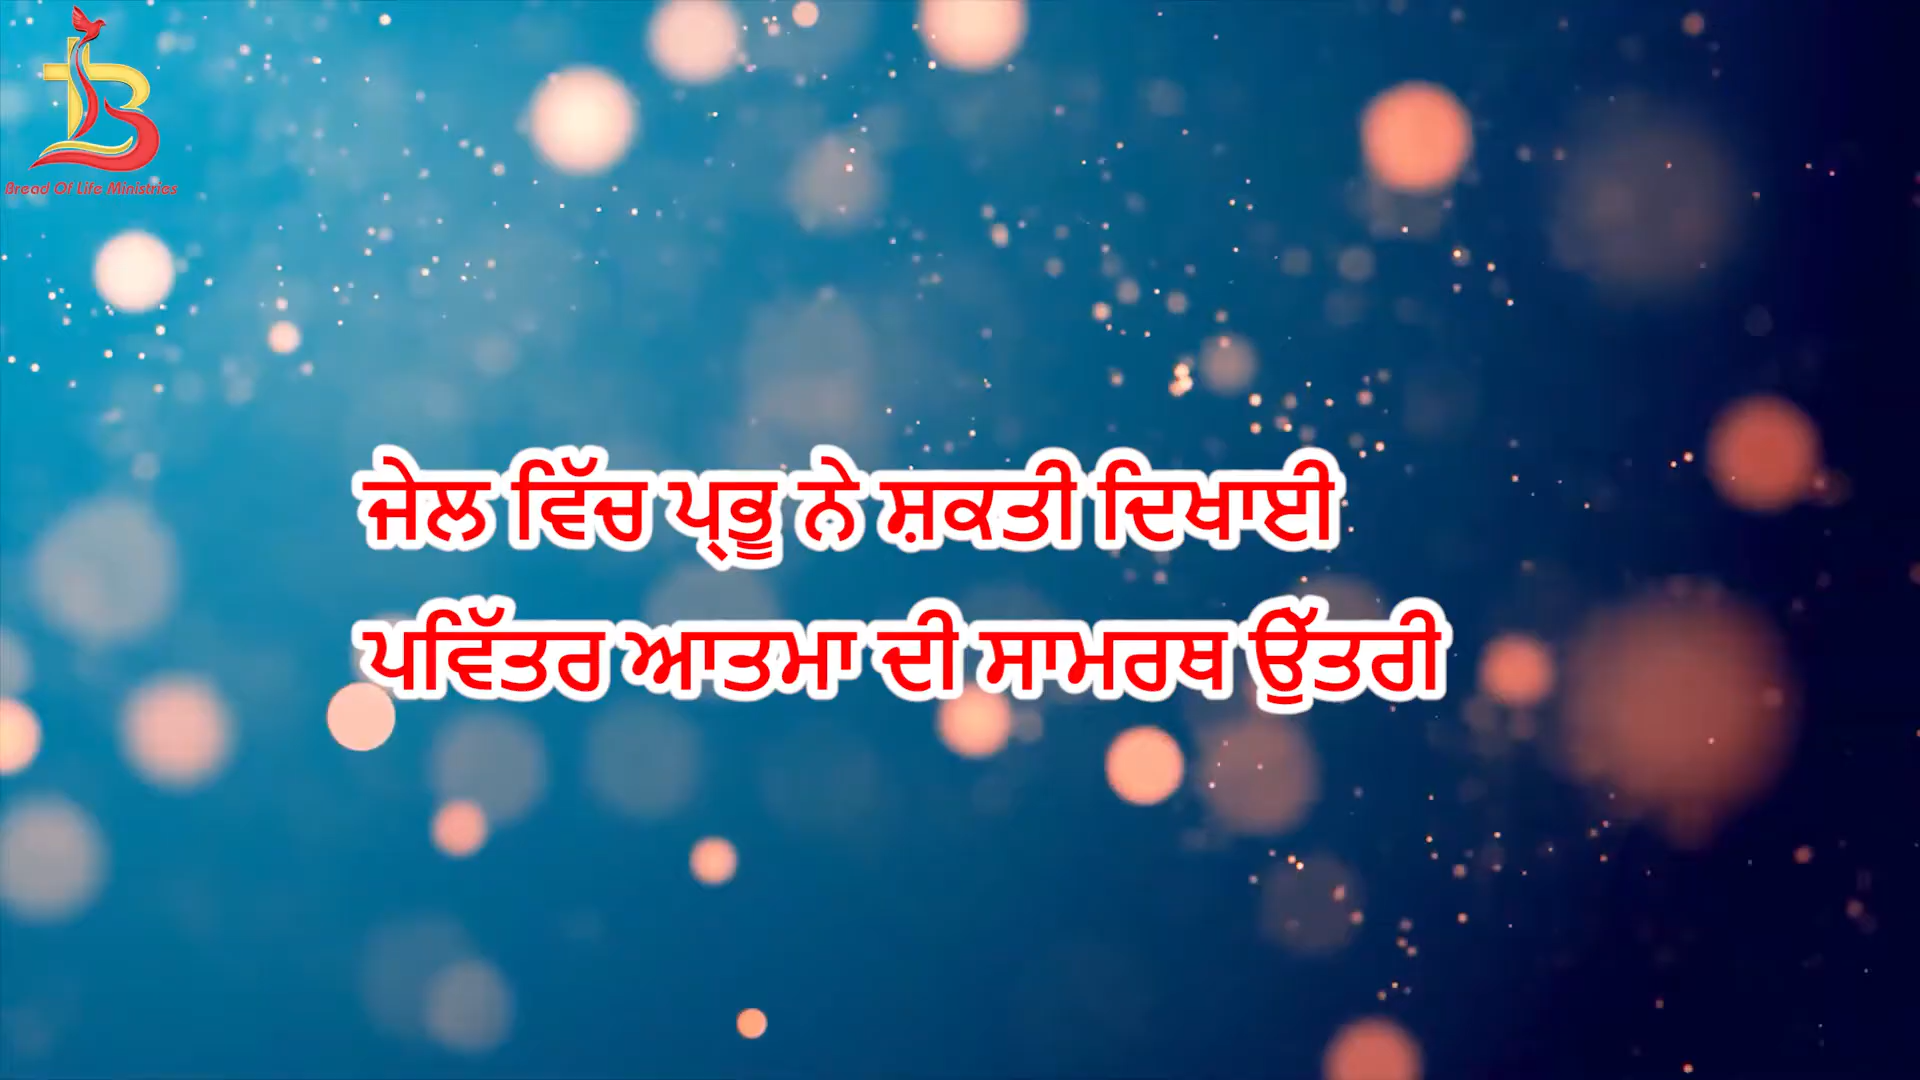 Bread Of Life Ministries
ਜੇਲ ਵਿੱਚ ਪ੍ਰਭੂ ਨੇ ਸ਼ਕਤੀ ਦਿਖਾਈ
ਪਵਿੱਤਰ ਆਤਮਾ ਦੀ ਸਾਮਰਥ ਉੱਤਰੀ